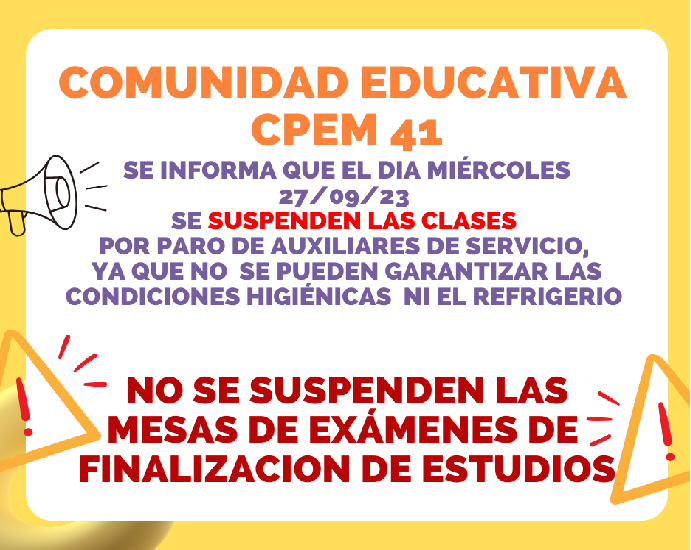 COMUNIDAD EDUCATIVA
CPEM 41
SE INFORMA QUE EL DIA MIÉRCOLES
27/09/23
SE SUSPENDEN LAS CLASES
POR PARO DE AUXILIARES DE SERVICIO,
YA QUE NO SE PUEDEN GARANTIZAR LAS
CONDICIONES HIGIÉNICAS NI EL REFRIGERIO
NO SE SUSPENDEN LAS
MESAS DE EXÁMENES DE
FINALIZACION DE ESTUDIOS